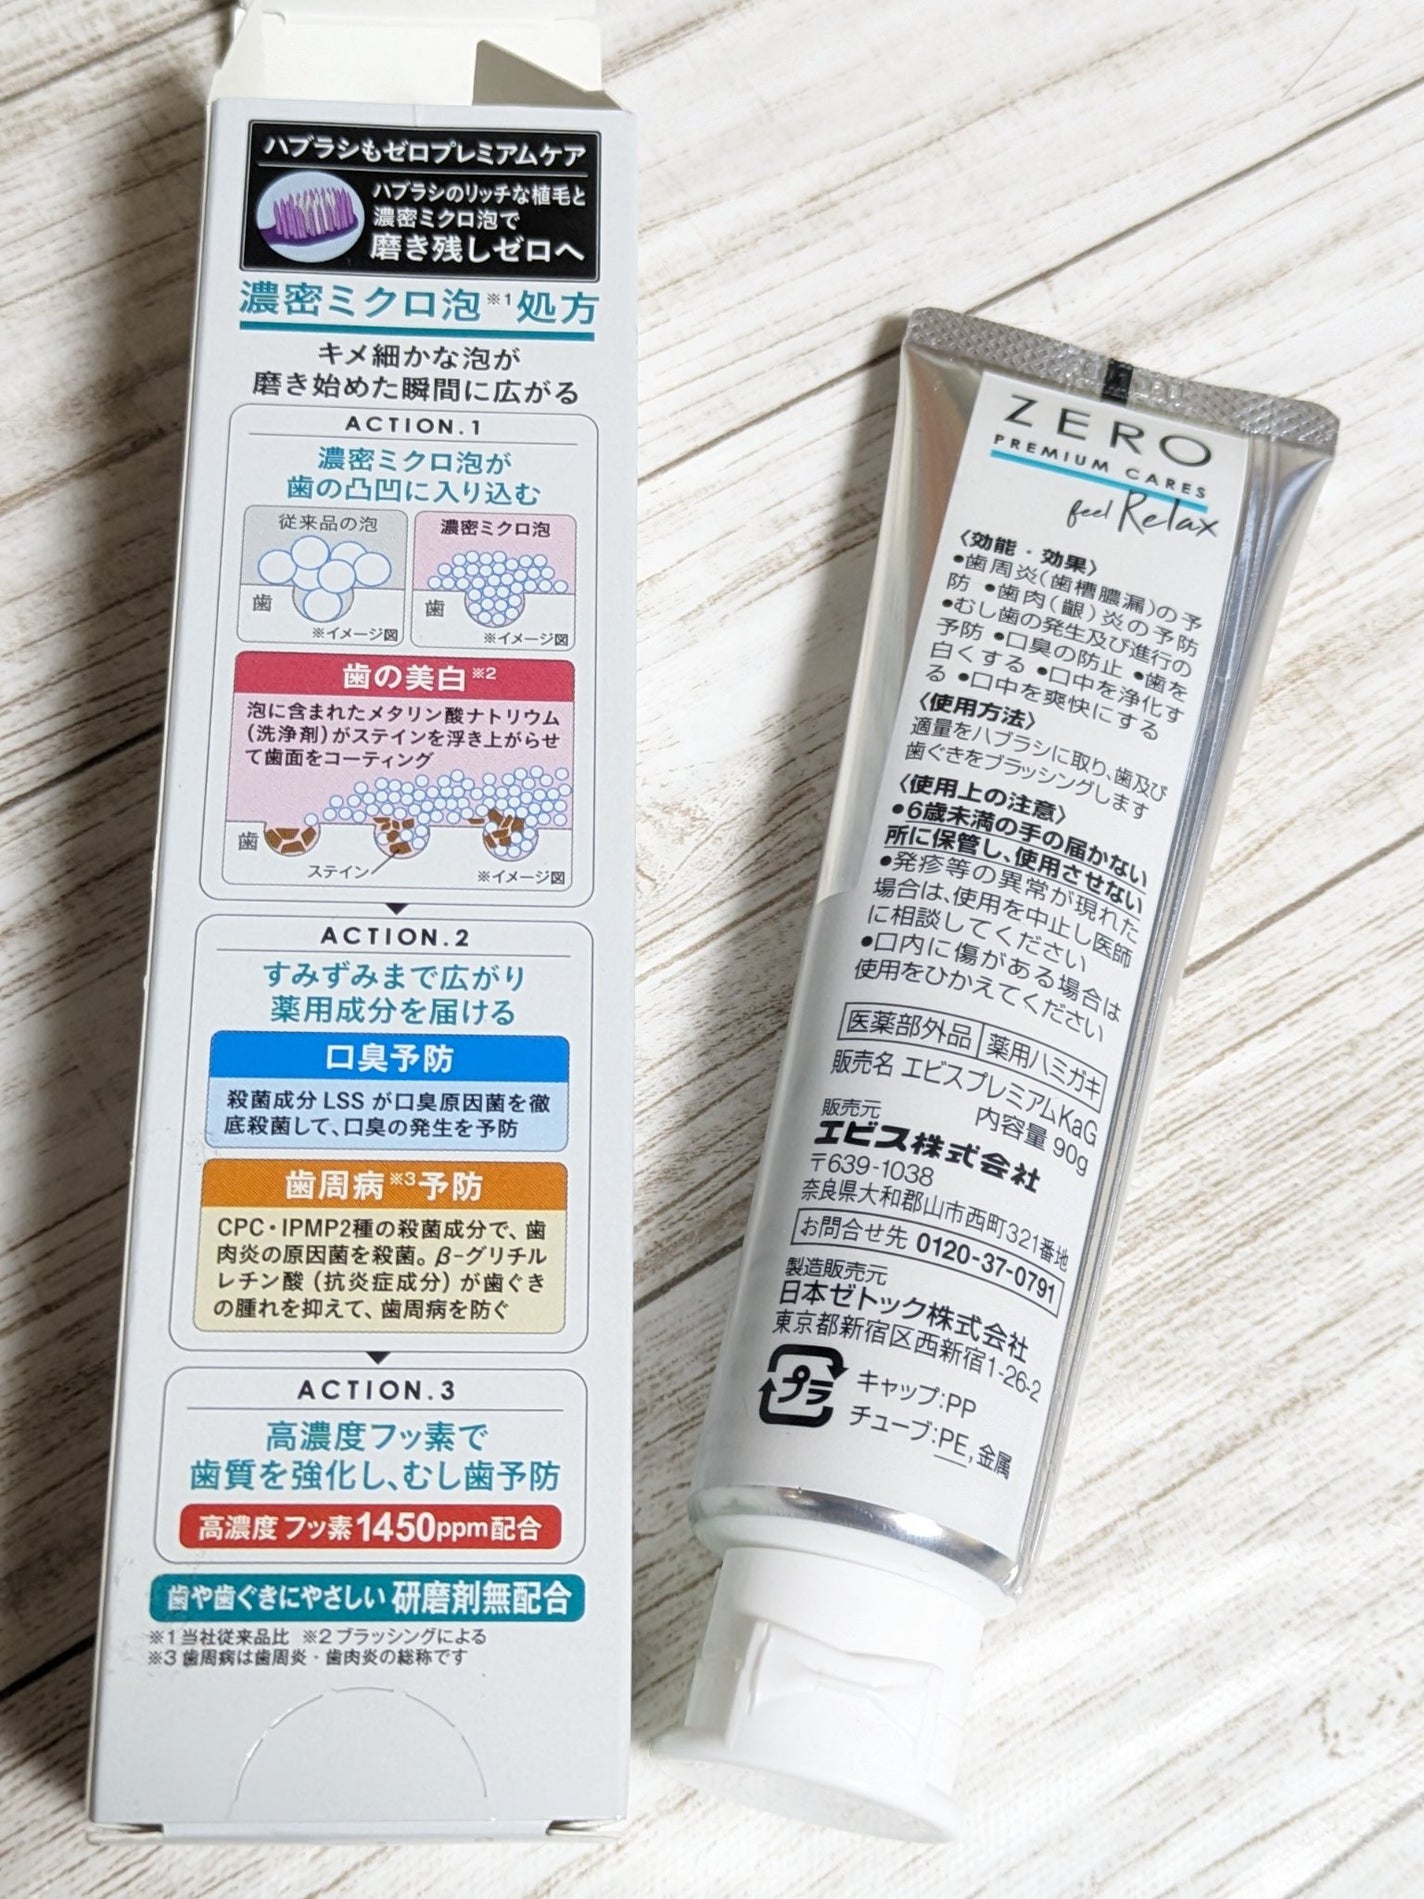 ハブラシもゼロプレミアムケア
ハブラシのリッチな植毛と
濃密ミクロ泡で
磨き残しゼロへ
濃密ミクロ泡※1処方
キメ細かな泡が
磨き始めた瞬間に広がる
ACTION.1
濃密ミクロ泡が
歯の凸凹に入り込む
従来品の泡
歯
※イメージ図
濃密ミクロ泡
歯
※イメージ図
歯の美白※2
泡に含まれたメタリン酸ナトリウム
(洗浄剤)がステインを浮き上がらせ
て歯面をコーティング
歯
ステイン
※イメージ図
ACTION.2
すみずみまで広がり
薬用成分を届ける
口臭予防
殺菌成分 LSS が口臭原因菌を徹
底殺菌して、口臭の発生を予防
歯周病※3予防
CPC・IPMP2種の殺菌成分で、歯
肉炎の原因菌を殺菌。β-グリチル
レチン酸(抗炎症成分)が歯ぐき
の腫れを抑えて、歯周病を防ぐ
ACTION.3
高濃度フッ素で
歯質を強化し、むし歯予防
高濃度 フッ素1450ppm配合
歯や歯ぐきにやさしい 研磨剤無配合
※1 当社従来品比 ※2 ブラッシングによる
※3 歯周病は歯周炎・歯肉炎の総称です
ZERO
PREMIUM CARES
feel Relax
〈効能・効果〉
●歯周炎(歯槽膿漏)の予
防 ●歯肉(齦)炎の予防
●むし歯の発生及び進行の
予防 ●口臭の防止 ●歯を
白くする ●口中を浄化す
る ●口中を爽快にする
〈使用方法〉
適量をハブラシに取り、歯及び
歯ぐきをブラッシングします
〈使用上の注意〉
●6歳未満の手の届かない
所に保管し、使用させない
●発疹等の異常が現れた
場合は、使用を中止し医師
に相談してください
●口内に傷がある場合は
使用をひかえてください
医薬部外品 薬用ハミガキ
販売名 エビスプレミアムKaG
内容量 90g
販売元
エビス株式会社
〒639-1038
奈良県大和郡山市西町321番地
お問合せ先 0120-37-0791
製造販売元
日本ゼトック株式会社
東京都新宿区西新宿1-26-2
プラ
キャップ:PP
チューブ:PE,金属